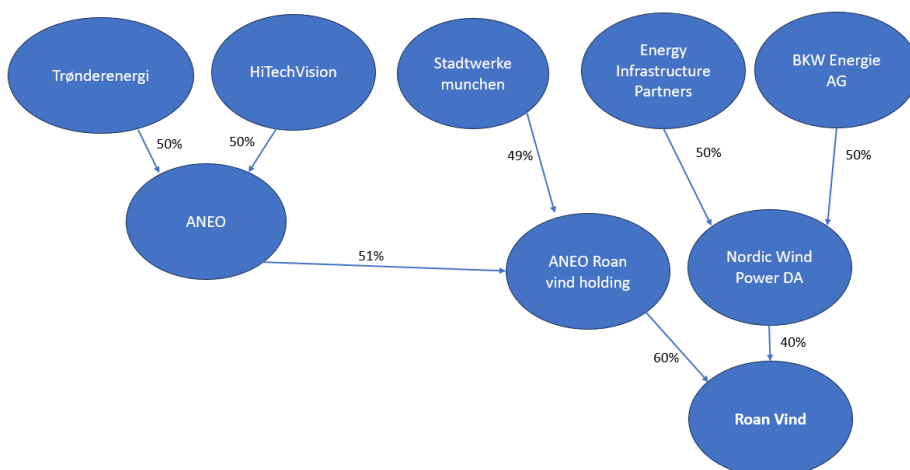 Trønderenergi
HiTechVision
Stadtwerke
munchen
Energy
Infrastructure
Partners
BKW Energie
AG
50%
50%
49%
50%
50%
ANEO
51%
ANEO Roan
vind holding
Nordic Wind
Power DA
60%
40%
Roan Vind